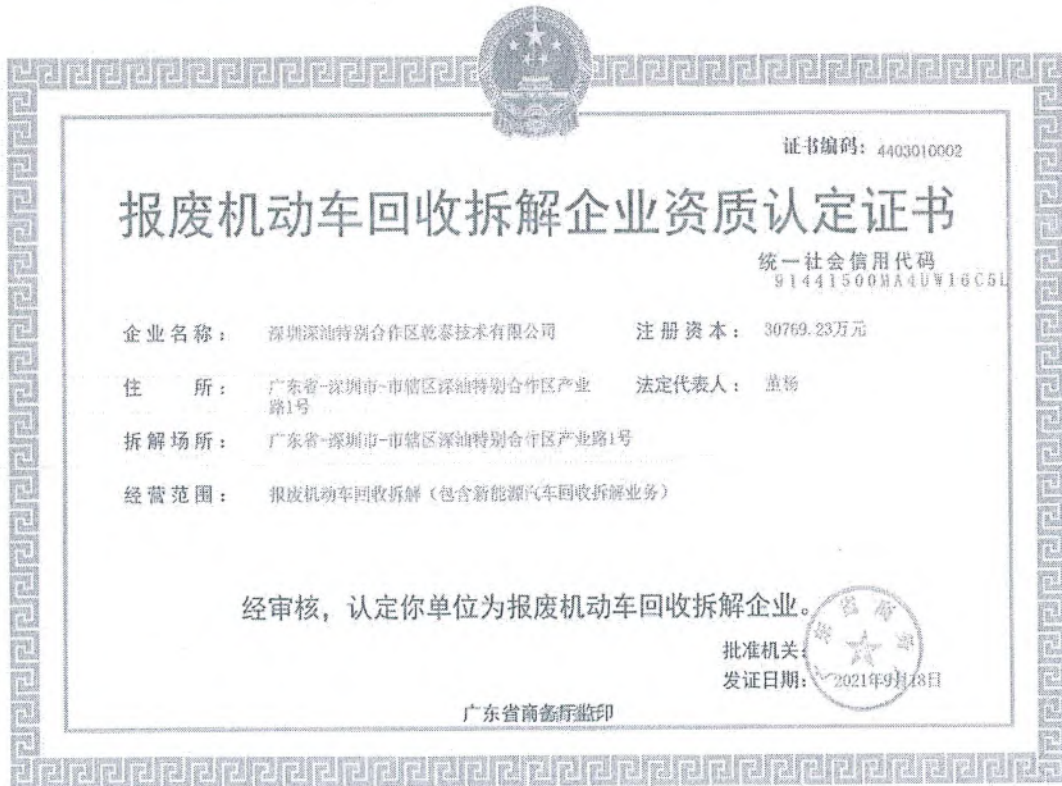 证书编码：4403010002
报废机动车回收拆解企业资质认定证书
统一社会信用代码
91441500MA4UW16C5L
企业名称：深圳深汕特别合作区乾泰技术有限公司 注册资本：30769.23万元
住 所：广东省-深圳市-市辖区深汕特别合作区产业 法定代表人：董杨
路1号
拆解场所：广东省-深圳市-市辖区深汕特别合作区产业路1号
经营范围：报废机动车回收拆解（包含新能源汽车回收拆解业务）
经审核，认定你单位为报废机动车回收拆解企业。
批准机关：
发证日期：2021年9月18日
广东省商务厅监印